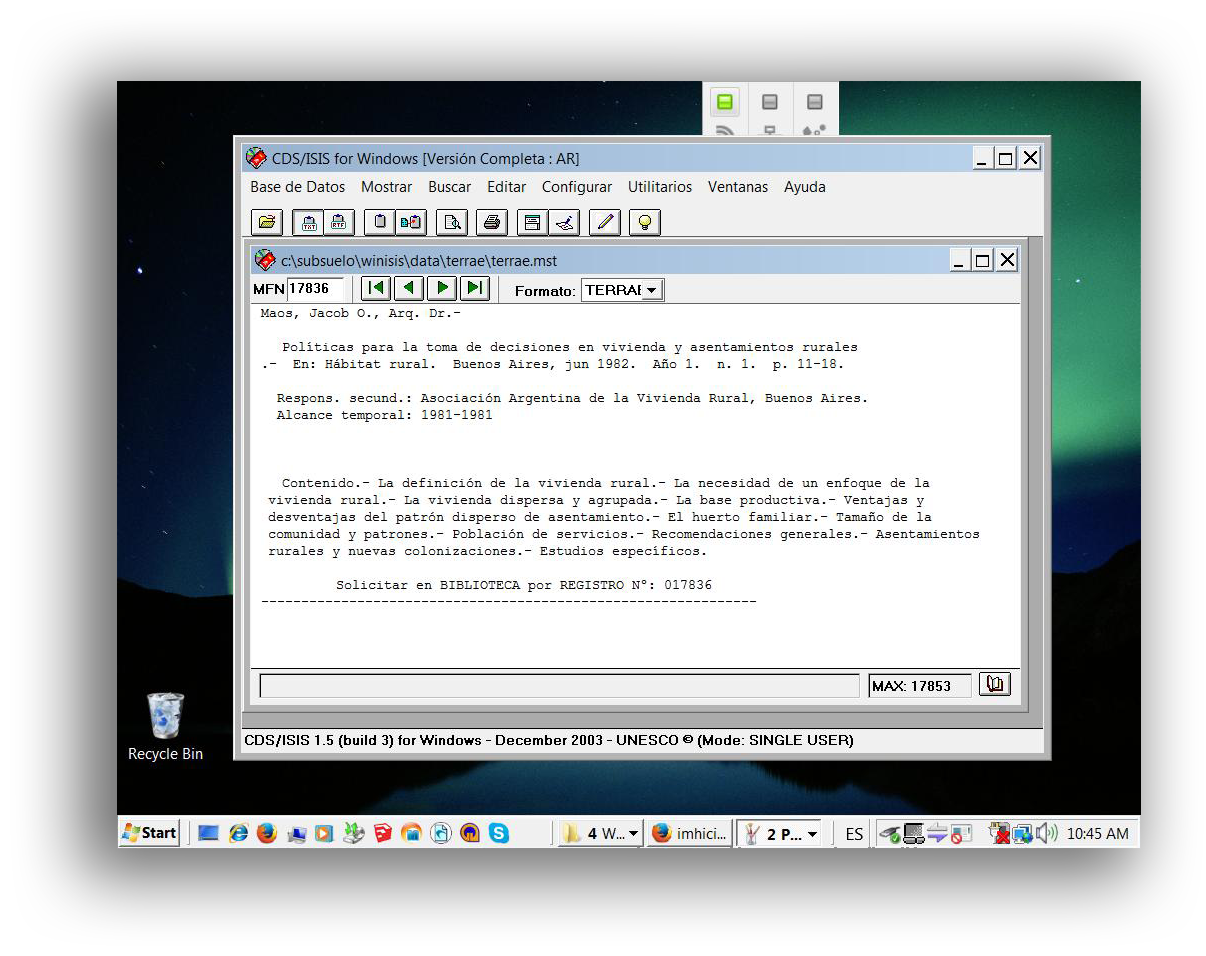 CDS/ISIS for Windows [Versión Completa : AR]
Base de Datos Mostrar Buscar Editar Configurar Utilitarios Ventanas Ayuda
TXT RTF
c:\subsuelo\winisis\data\terrae\terrae.mst
MFN 17836 Formato: TERRAE
Maos, Jacob O., Arq. Dr.-
Políticas para la toma de decisiones en vivienda y asentamientos rurales
.- En: Hábitat rural. Buenos Aires, jun 1982. Año 1. n. 1. p. 11-18.
Respons. secund.: Asociación Argentina de la Vivienda Rural, Buenos Aires.
Alcance temporal: 1981-1981
Contenido.- La definición de la vivienda rural.- La necesidad de un enfoque de la
vivienda rural.- La vivienda dispersa y agrupada.- La base productiva.- Ventajas y
desventajas del patrón disperso de asentamiento.- El huerto familiar.- Tamaño de la
comunidad y patrones.- Población de servicios.- Recomendaciones generales.- Asentamientos
rurales y nuevas colonizaciones.- Estudios específicos.
Solicitar en BIBLIOTECA por REGISTRO Nº: 017836
--------------------------------------------------------------
MAX: 17853
CDS/ISIS 1.5 (build 3) for Windows - December 2003 - UNESCO © (Mode: SINGLE USER)
Recycle Bin
Start 4 W... imhici... 2 P... ES 10:45 AM